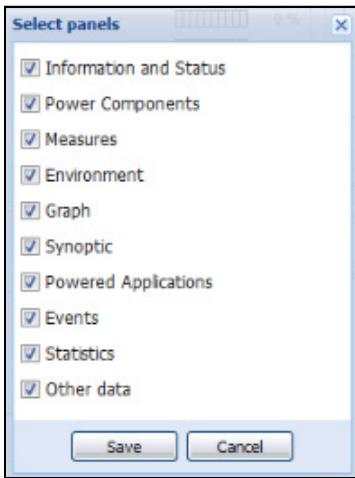 Select panels
0 %
Information and Status
Power Components
Measures
Environment
Graph
Synoptic
Powered Applications
Events
Statistics
Other data
Save
Cancel